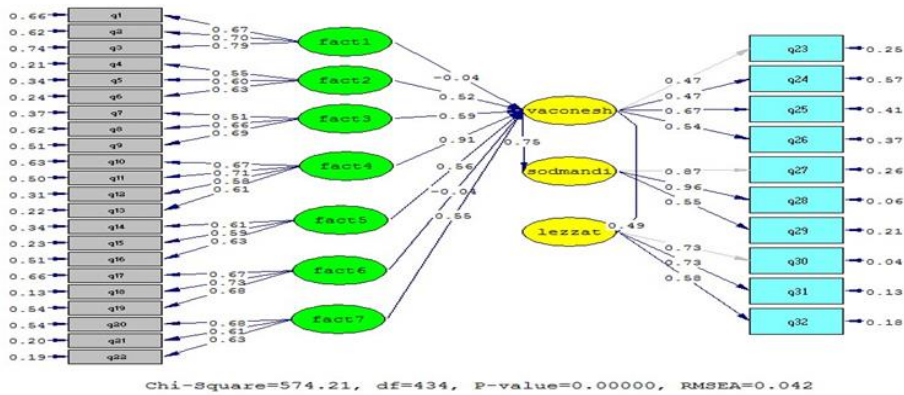 0.66 q1
0.62 q2
0.74 q3
0.21 q4
0.34 q5
0.24 q6
0.37 q7
0.62 q8
0.51 q9
0.63 q10
0.50 q11
0.31 q12
0.22 q13
0.34 q14
0.23 q15
0.51 q16
0.66 q17
0.13 q18
0.54 q19
0.54 q20
0.20 q21
0.19 q22
0.67
0.70
0.79
0.55
0.60
0.63
0.51
0.66
0.69
0.67
0.71
0.58
0.61
0.61
0.59
0.63
0.67
0.73
0.68
0.68
0.61
0.63
fact1
fact2
fact3
fact4
fact5
fact6
fact7
-0.04
0.52
0.59
0.91
0.56
-0.04
0.55
vaconesh
0.75
sodmandi
lezzat
0.49
0.47
0.47
0.67
0.54
0.87
0.96
0.55
0.73
0.73
0.58
q23 0.25
q24 0.57
q25 0.41
q26 0.37
q27 0.26
q28 0.06
q29 0.21
q30 0.04
q31 0.13
q32 0.18
Chi-Square=574.21, df=434, P-value=0.00000, RMSEA=0.042